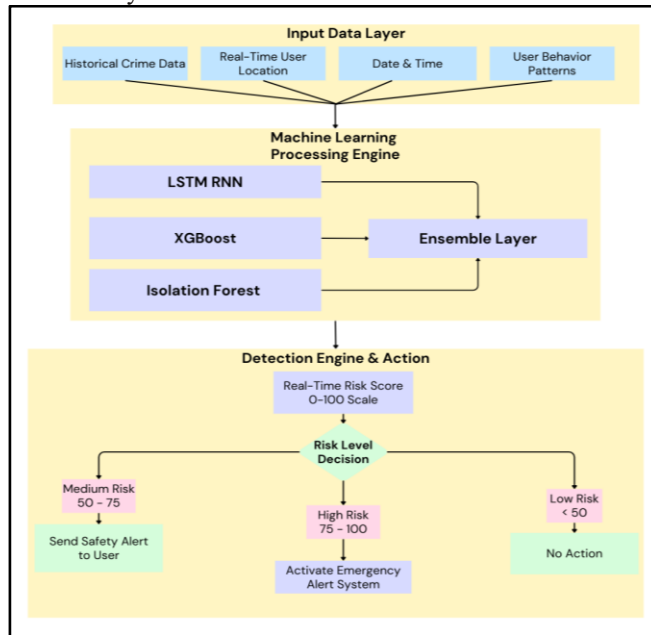 Input Data Layer
Historical Crime Data
Real-Time User
Location
Date & Time
User Behavior
Patterns
Machine Learning
Processing Engine
LSTM RNN
XGBoost
Isolation Forest
Ensemble Layer
Detection Engine & Action
Real-Time Risk Score
0-100 Scale
Risk Level
Decision
Medium Risk
50 - 75
High Risk
75 - 100
Low Risk
< 50
Send Safety Alert
to User
Activate Emergency
Alert System
No Action